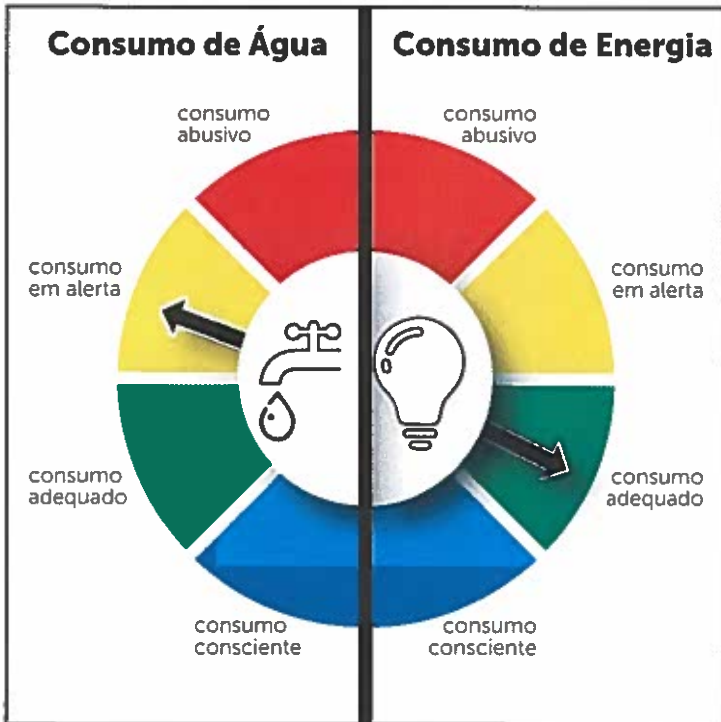 Consumo de Água
consumo
abusivo
consumo
em alerta
consumo
adequado
consumo
consciente
Consumo de Energia
consumo
abusivo
consumo
em alerta
consumo
adequado
consumo
consciente